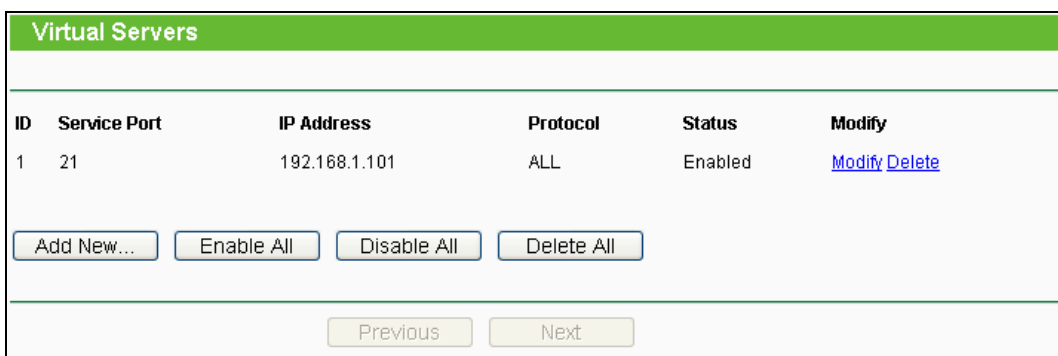 Virtual Servers
ID Service Port IP Address Protocol Status Modify
1 21 192.168.1.101 ALL Enabled Modify Delete
Add New... Enable All Disable All Delete All
Previous Next